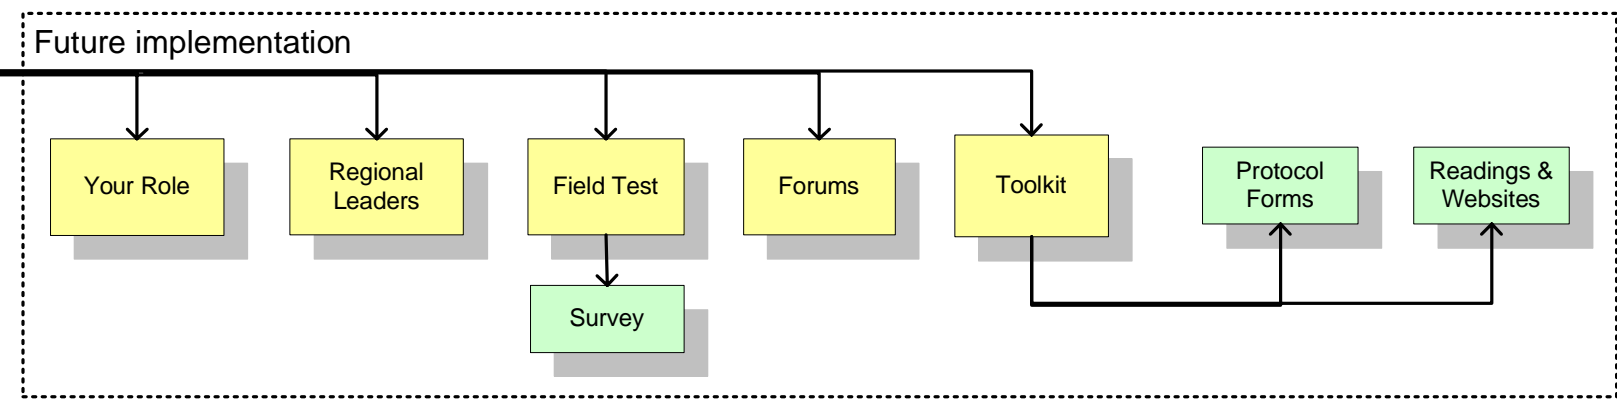 Future implementation
Your Role
Regional
Leaders
Field Test
Forums
Toolkit
Protocol
Forms
Readings &
Websites
Survey